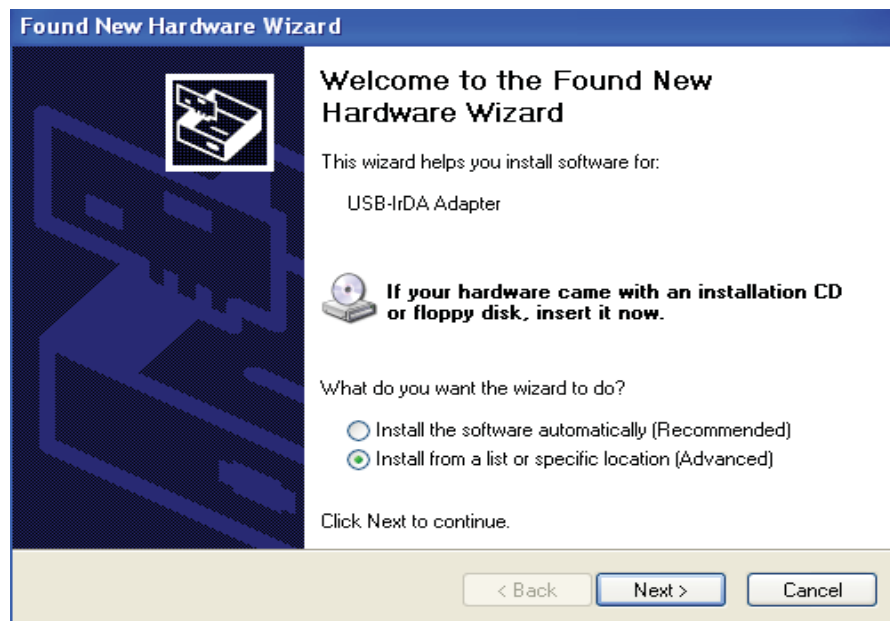 Found New Hardware Wizard
Welcome to the Found New
Hardware Wizard
This wizard helps you install software for:
USB-IrDA Adapter
If your hardware came with an installation CD
or floppy disk, insert it now.
What do you want the wizard to do?
Install the software automatically (Recommended)
Install from a list or specific location (Advanced)
Click Next to continue.
< Back Next > Cancel